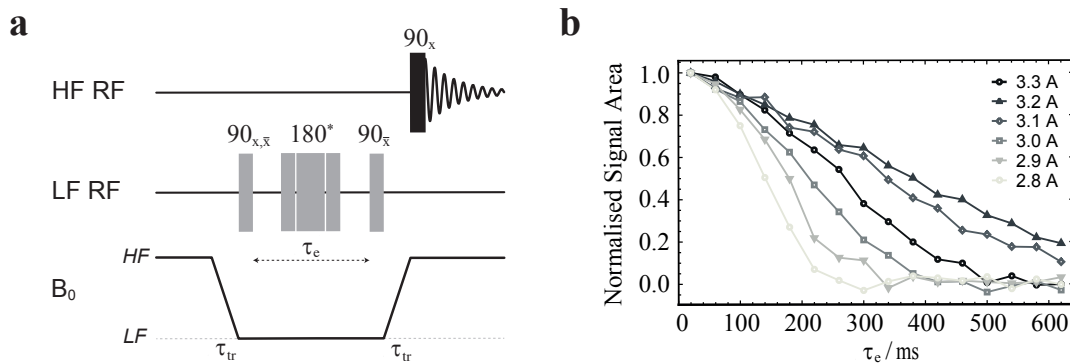 a
90ₓ
HF RF
90ₓ,ₓ̄ 180* 90ₓ̄
LF RF
τₑ
HF
B₀
LF
τtr τtr
b
Normalised Signal Area
1.0
0.8
0.6
0.4
0.2
0.0
3.3 A
3.2 A
3.1 A
3.0 A
2.9 A
2.8 A
0 100 200 300 400 500 600
τₑ / ms